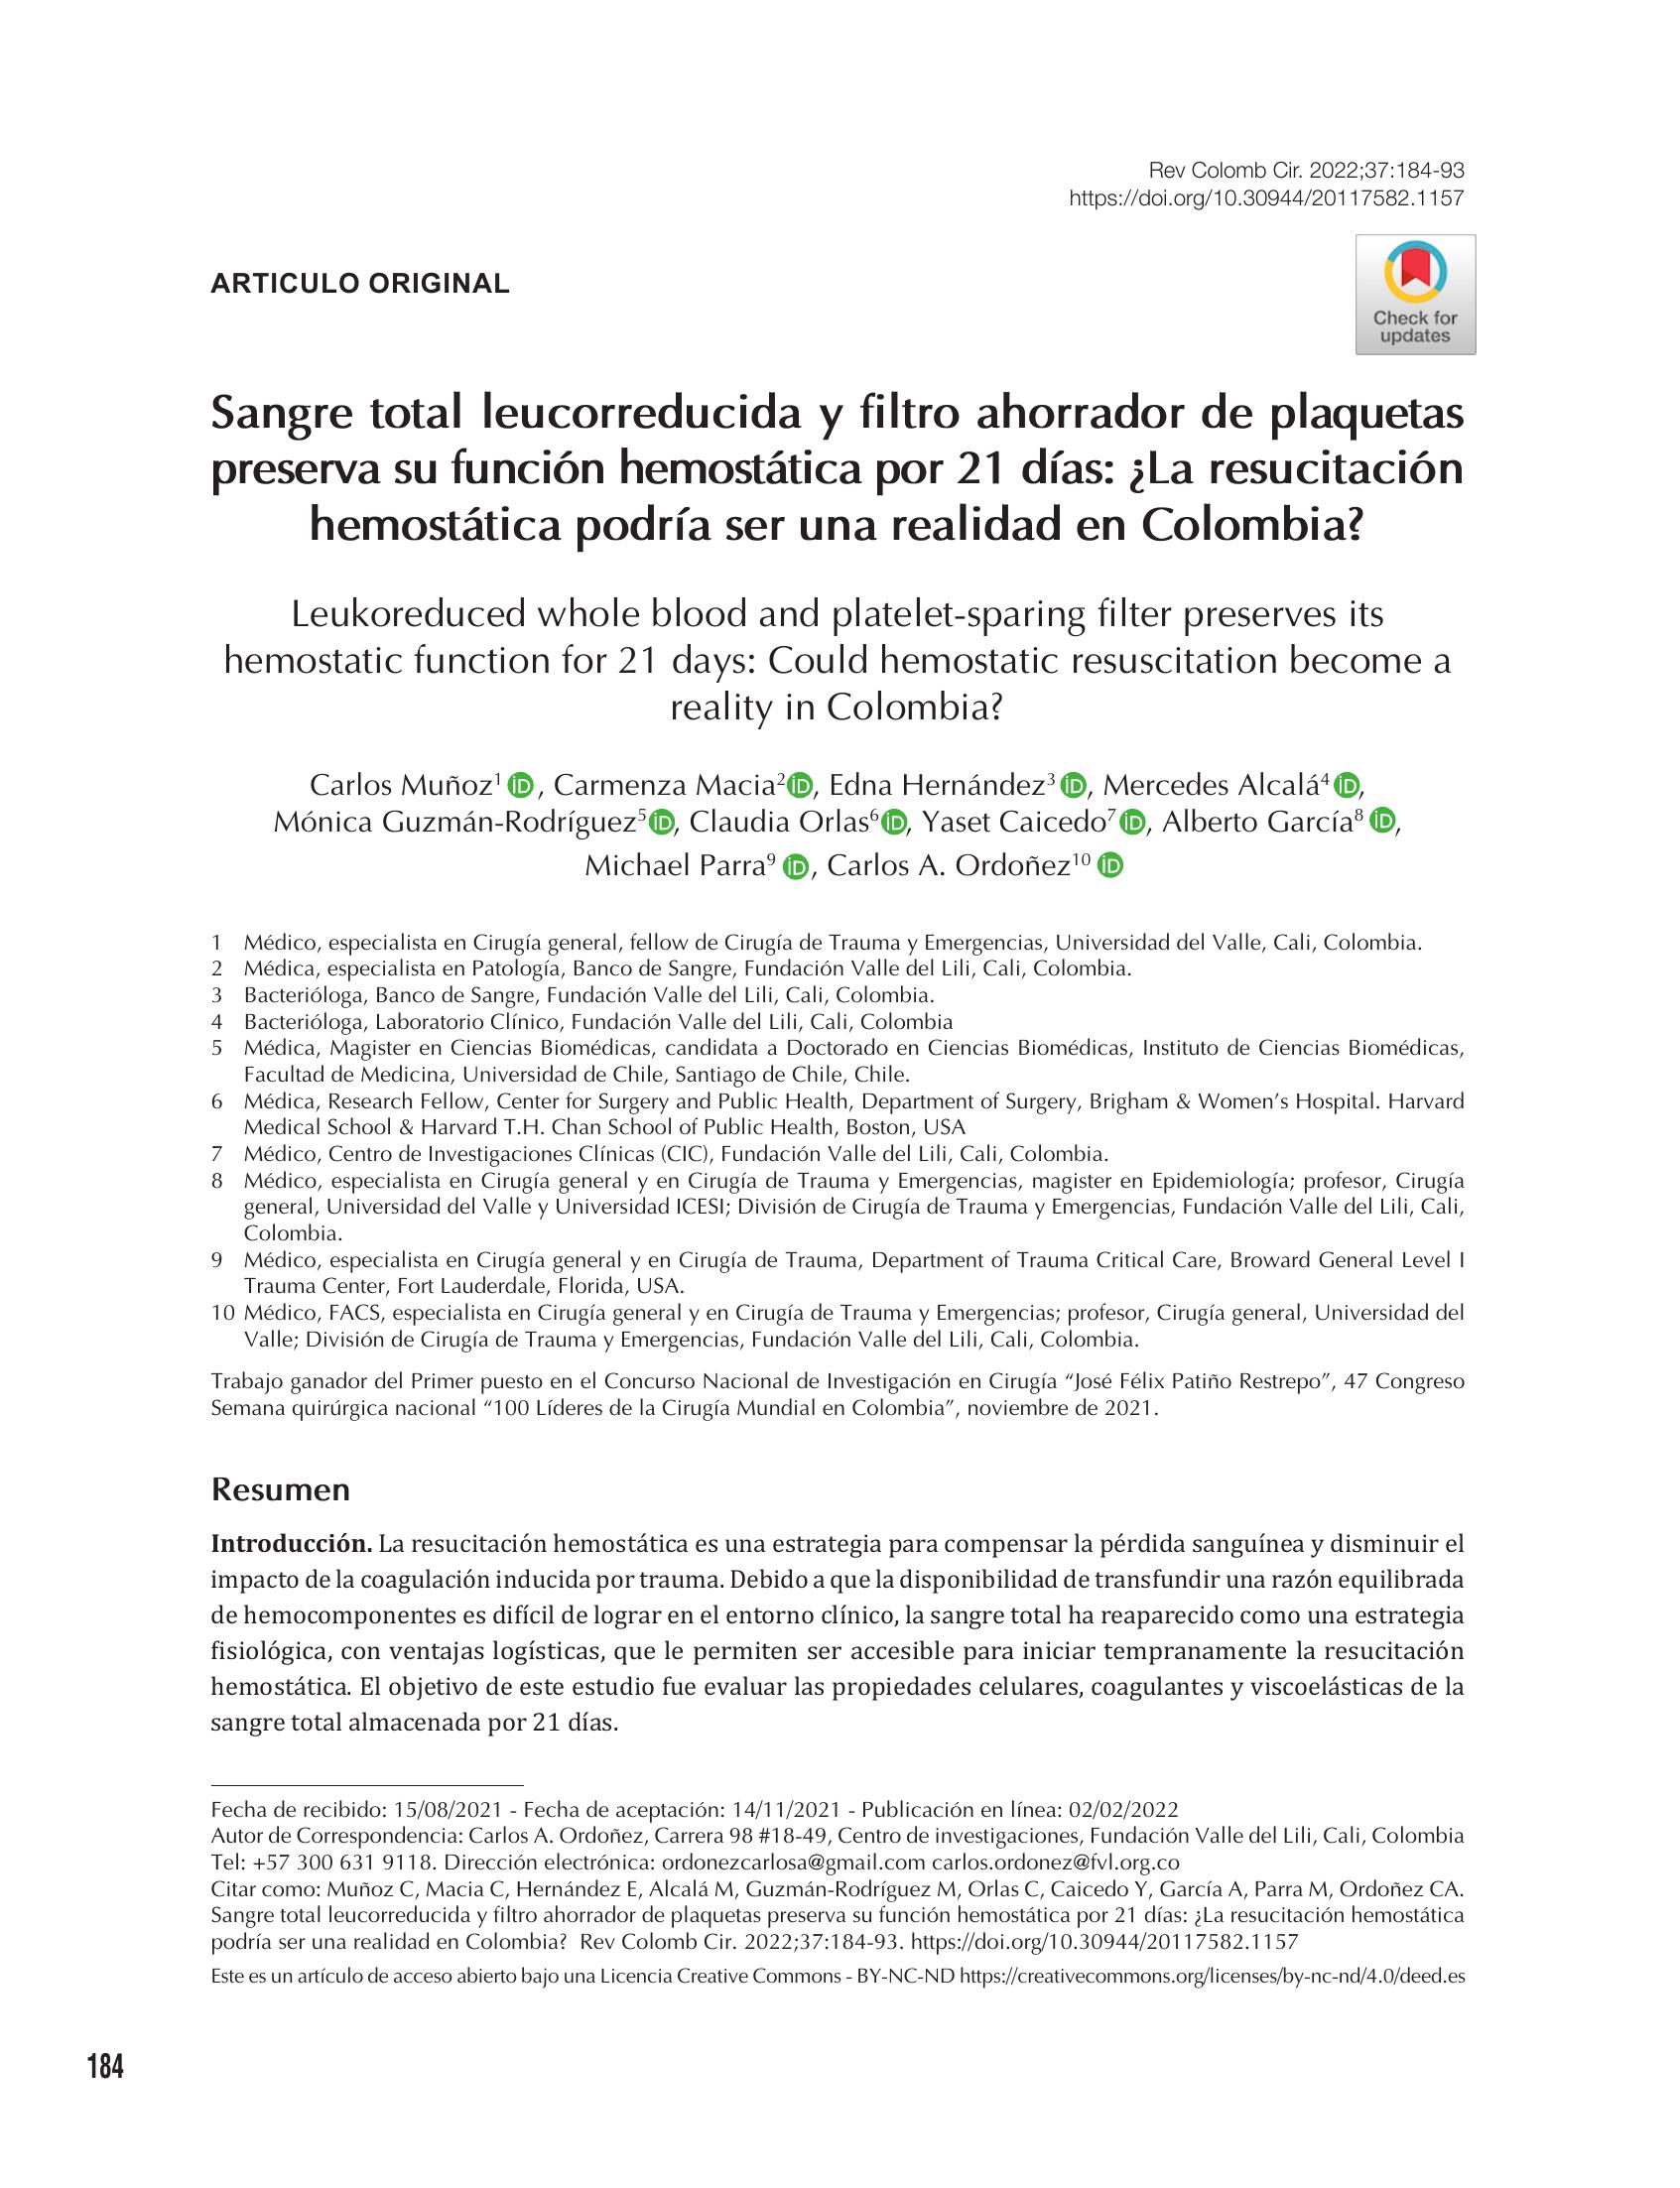 Rev Colomb Cir. 2022;37:184-93
https://doi.org/10.30944/20117582.1157
ARTICULO ORIGINAL
Check for
updates
Sangre total leucorreducida y filtro ahorrador de plaquetas
preserva su función hemostática por 21 días: ¿La resucitación
hemostática podría ser una realidad en Colombia?
Leukoreduced whole blood and platelet-sparing filter preserves its
hemostatic function for 21 days: Could hemostatic resuscitation become a
reality in Colombia?
Carlos Muñoz1 iD, Carmenza Macia2 iD, Edna Hernández3 iD, Mercedes Alcalá4 iD,
Mónica Guzmán-Rodríguez5 iD, Claudia Orlas6 iD, Yaset Caicedo7 iD, Alberto García8 iD,
Michael Parra9 iD, Carlos A. Ordoñez10 iD
1 Médico, especialista en Cirugía general, fellow de Cirugía de Trauma y Emergencias, Universidad del Valle, Cali, Colombia.
2 Médica, especialista en Patología, Banco de Sangre, Fundación Valle del Lili, Cali, Colombia.
3 Bacterióloga, Banco de Sangre, Fundación Valle del Lili, Cali, Colombia.
4 Bacterióloga, Laboratorio Clínico, Fundación Valle del Lili, Cali, Colombia
5 Médica, Magister en Ciencias Biomédicas, candidata a Doctorado en Ciencias Biomédicas, Instituto de Ciencias Biomédicas,
Facultad de Medicina, Universidad de Chile, Santiago de Chile, Chile.
6 Médica, Research Fellow, Center for Surgery and Public Health, Department of Surgery, Brigham & Women’s Hospital. Harvard
Medical School & Harvard T.H. Chan School of Public Health, Boston, USA
7 Médico, Centro de Investigaciones Clínicas (CIC), Fundación Valle del Lili, Cali, Colombia.
8 Médico, especialista en Cirugía general y en Cirugía de Trauma y Emergencias, magister en Epidemiología; profesor, Cirugía
general, Universidad del Valle y Universidad ICESI; División de Cirugía de Trauma y Emergencias, Fundación Valle del Lili, Cali,
Colombia.
9 Médico, especialista en Cirugía general y en Cirugía de Trauma, Department of Trauma Critical Care, Broward General Level I
Trauma Center, Fort Lauderdale, Florida, USA.
10 Médico, FACS, especialista en Cirugía general y en Cirugía de Trauma y Emergencias; profesor, Cirugía general, Universidad del
Valle; División de Cirugía de Trauma y Emergencias, Fundación Valle del Lili, Cali, Colombia.
Trabajo ganador del Primer puesto en el Concurso Nacional de Investigación en Cirugía “José Félix Patiño Restrepo”, 47 Congreso
Semana quirúrgica nacional “100 Líderes de la Cirugía Mundial en Colombia”, noviembre de 2021.
Resumen
Introducción. La resucitación hemostática es una estrategia para compensar la pérdida sanguínea y disminuir el
impacto de la coagulación inducida por trauma. Debido a que la disponibilidad de transfundir una razón equilibrada
de hemocomponentes es difícil de lograr en el entorno clínico, la sangre total ha reaparecido como una estrategia
fisiológica, con ventajas logísticas, que le permiten ser accesible para iniciar tempranamente la resucitación
hemostática. El objetivo de este estudio fue evaluar las propiedades celulares, coagulantes y viscoelásticas de la
sangre total almacenada por 21 días.
Fecha de recibido: 15/08/2021 - Fecha de aceptación: 14/11/2021 - Publicación en línea: 02/02/2022
Autor de Correspondencia: Carlos A. Ordoñez, Carrera 98 #18-49, Centro de investigaciones, Fundación Valle del Lili, Cali, Colombia
Tel: +57 300 631 9118. Dirección electrónica: ordonezcarlosa@gmail.com carlos.ordonez@fvl.org.co
Citar como: Muñoz C, Macia C, Hernández E, Alcalá M, Guzmán-Rodríguez M, Orlas C, Caicedo Y, García A, Parra M, Ordoñez CA.
Sangre total leucorreducida y filtro ahorrador de plaquetas preserva su función hemostática por 21 días: ¿La resucitación hemostática
podría ser una realidad en Colombia? Rev Colomb Cir. 2022;37:184-93. https://doi.org/10.30944/20117582.1157
Este es un artículo de acceso abierto bajo una Licencia Creative Commons - BY-NC-ND https://creativecommons.org/licenses/by-nc-nd/4.0/deed.es
184